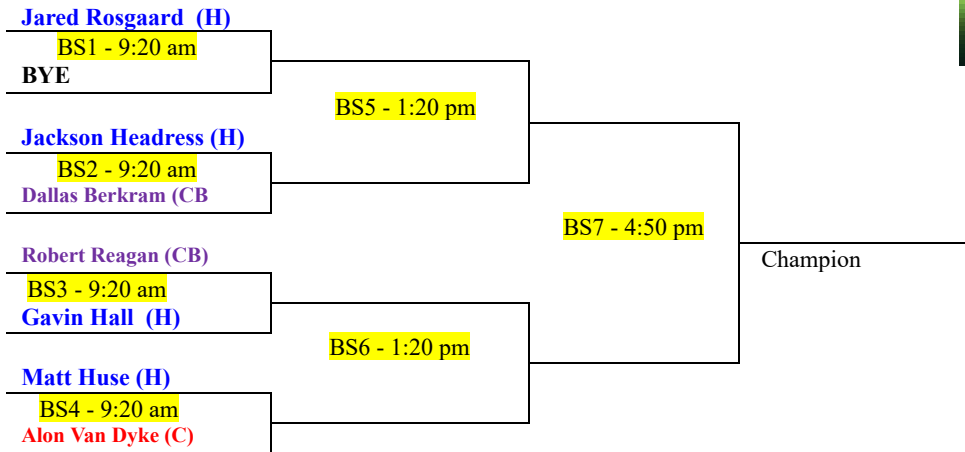 Jared Rosgaard  (H)
BS1 - 9:20 am
BYE
BS5 - 1:20 pm
Jackson Headress (H)
BS2 - 9:20 am
Dallas Berkram (CB
BS7 - 4:50 pm
Robert Reagan (CB)
Champion
BS3 - 9:20 am
Gavin Hall  (H)
BS6 - 1:20 pm
Matt Huse (H)
BS4 - 9:20 am
Alon Van Dyke (C)